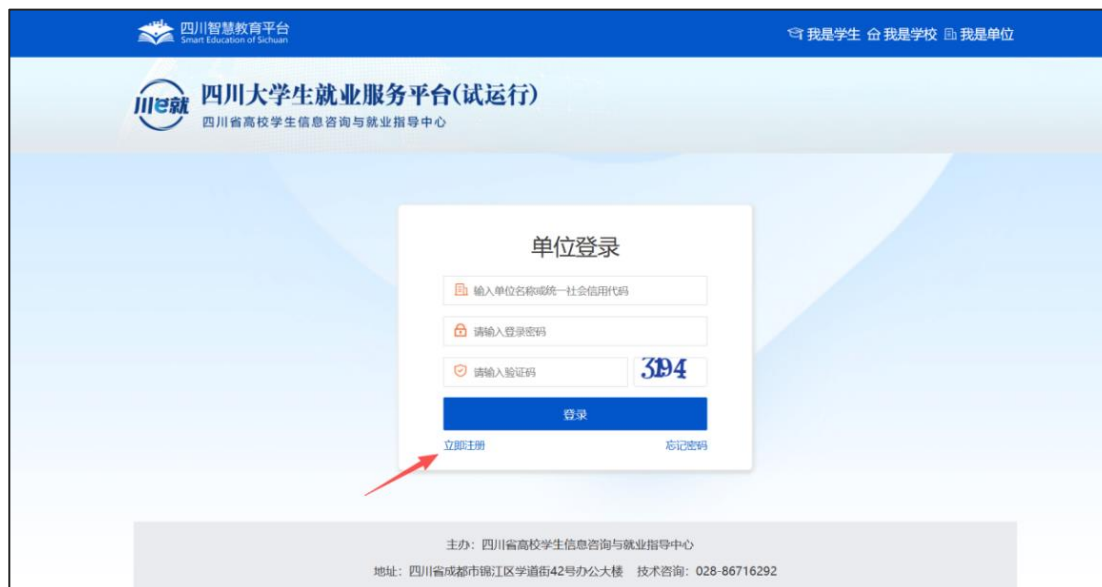 四川智慧教育平台
Smart Education of Sichuan
我是学生 我是学校 我是单位
川e就
四川大学生就业服务平台(试运行)
四川省高校学生信息咨询与就业指导中心
单位登录
输入单位名称或统一社会信用代码
请输入登录密码
请输入验证码
3194
登录
立即注册 忘记密码
主办：四川省高校学生信息咨询与就业指导中心
地址：四川省成都市锦江区学道街42号办公大楼 技术咨询：028-86716292